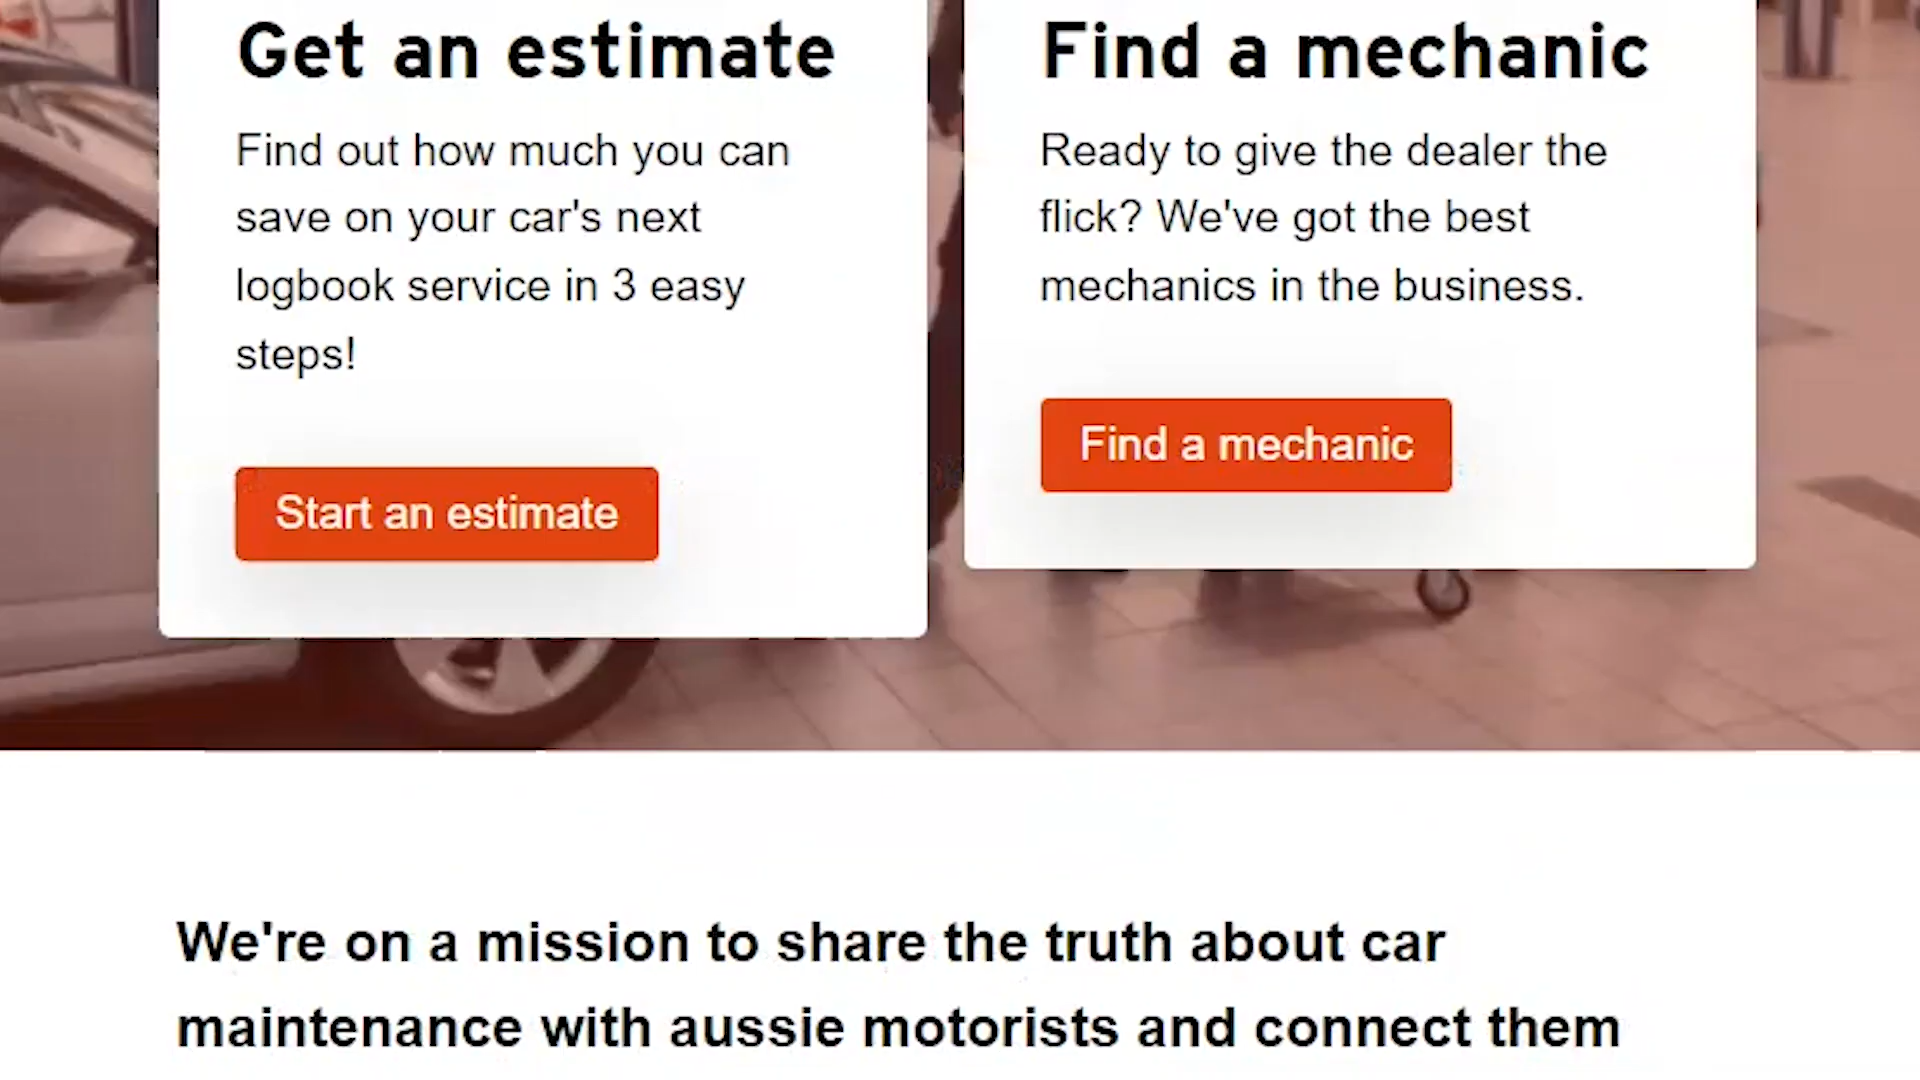 Get an estimate
Find out how much you can
save on your car's next
logbook service in 3 easy
steps!
Start an estimate
Find a mechanic
Ready to give the dealer the
flick? We've got the best
mechanics in the business.
Find a mechanic
We're on a mission to share the truth about car
maintenance with aussie motorists and connect them